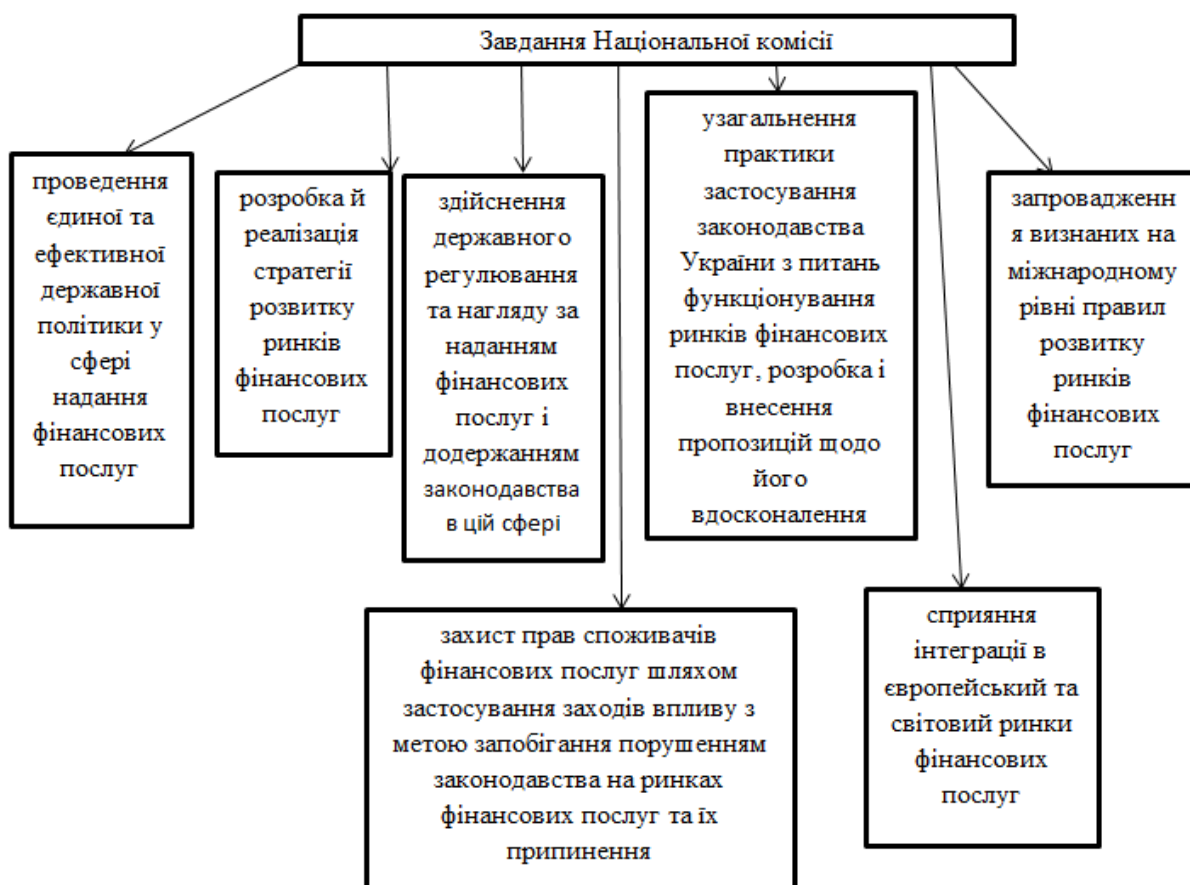 Завдання Національної комісії
проведення
єдиної та
ефективної
державної
політики у
сфері
надання
фінансових
послуг
розробка й
реалізація
стратегії
розвитку
ринків
фінансових
послуг
здійснення
державного
регулювання
та нагляду за
наданням
фінансових
послуг і
додержанням
законодавства
в цій сфері
узагальнення
практики
застосування
законодавства
України з питань
функціонування
ринків фінансових
послуг, розробка і
внесення
пропозицій щодо
його
вдосконалення
запровадженн
я визнаних на
міжнародному
рівні правил
розвитку
ринків
фінансових
послуг
захист прав споживачів
фінансових послуг шляхом
застосування заходів впливу з
метою запобігання порушенням
законодавства на ринках
фінансових послуг та їх
припинення
сприяння
інтеграції в
європейський та
світовий ринки
фінансових
послуг